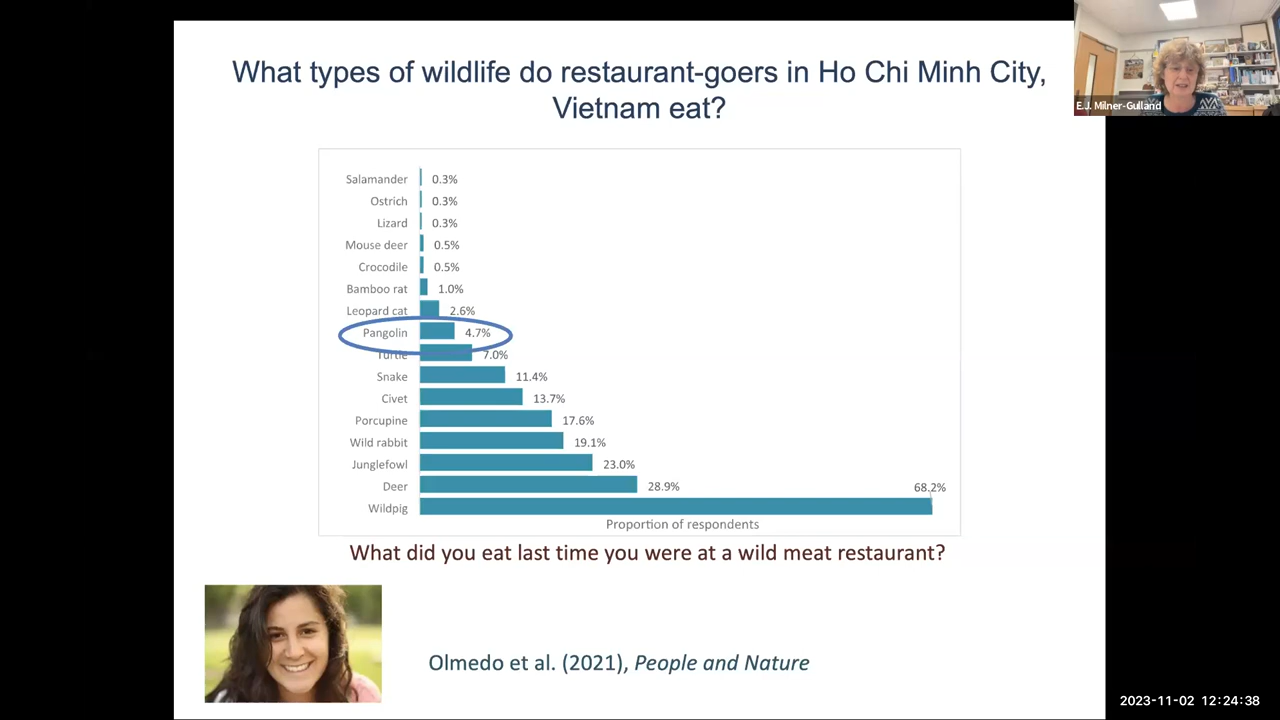 What types of wildlife do restaurant-goers in Ho Chi Minh City,
Vietnam eat?
E.J. Milner-Gulland
Salamander 0.3%
Ostrich 0.3%
Lizard 0.3%
Mouse deer 0.5%
Crocodile 0.5%
Bamboo rat 1.0%
Leopard cat 2.6%
Pangolin 4.7%
Turtle 7.0%
Snake 11.4%
Civet 13.7%
Porcupine 17.6%
Wild rabbit 19.1%
Junglefowl 23.0%
Deer 28.9%
Wildpig 68.2%
Proportion of respondents
What did you eat last time you were at a wild meat restaurant?
Olmedo et al. (2021), People and Nature
2023-11-02 12:24:38